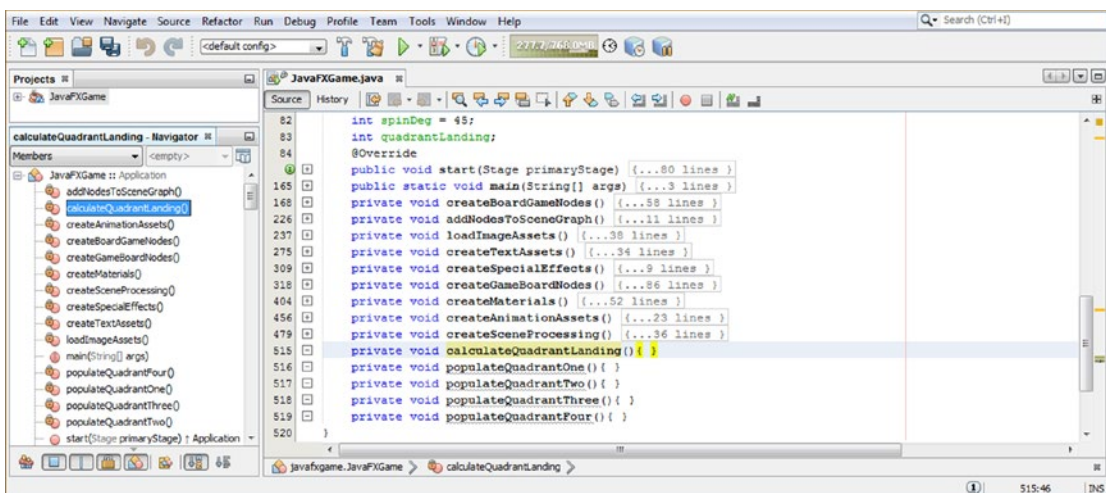 File Edit View Navigate Source Refactor Run Debug Profile Team Tools Window Help
Search (Ctrl+I)
<default config>
Projects
JavaFXGame
calculateQuadrantLanding - Navigator
Members
<empty>
JavaFXGame :: Application
addNodesToSceneGraph()
calculateQuadrantLanding()
createAnimationAssets()
createBoardGameNodes()
createGameBoardNodes()
createMaterials()
createSceneProcessing()
createSpecialEffects()
createTextAssets()
loadImageAssets()
main(String[] args)
populateQuadrantFour()
populateQuadrantOne()
populateQuadrantThree()
populateQuadrantTwo()
start(Stage primaryStage) ↑ Application
JavaFXGame.java
Source History
82 int spinDeg = 45;
83 int quadrantLanding;
84 @Override
public void start(Stage primaryStage) {...80 lines }
165 public static void main(String[] args) {...3 lines }
168 private void createBoardGameNodes() {...58 lines }
226 private void addNodesToSceneGraph() {...11 lines }
237 private void loadImageAssets() {...38 lines }
275 private void createTextAssets() {...34 lines }
309 private void createSpecialEffects() {...9 lines }
318 private void createGameBoardNodes() {...86 lines }
404 private void createMaterials() {...52 lines }
456 private void createAnimationAssets() {...23 lines }
479 private void createSceneProcessing() {...36 lines }
515 private void calculateQuadrantLanding(){ }
516 private void populateQuadrantOne(){ }
517 private void populateQuadrantTwo(){ }
518 private void populateQuadrantThree(){ }
519 private void populateQuadrantFour(){ }
520 }
javafxgame.JavaFXGame calculateQuadrantLanding
1 515:46 INS